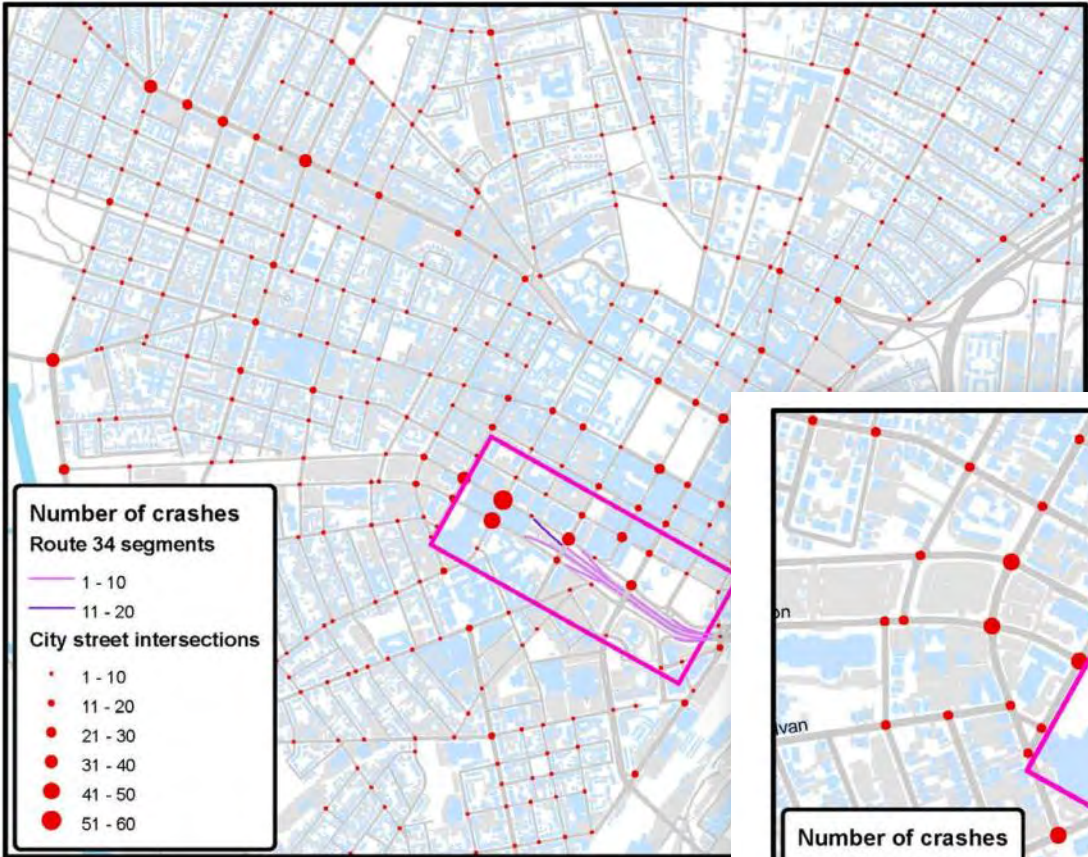 Number of crashes
Route 34 segments
1 - 10
11 - 20
City street intersections
1 - 10
11 - 20
21 - 30
31 - 40
41 - 50
51 - 60
on
ivan
Number of crashes